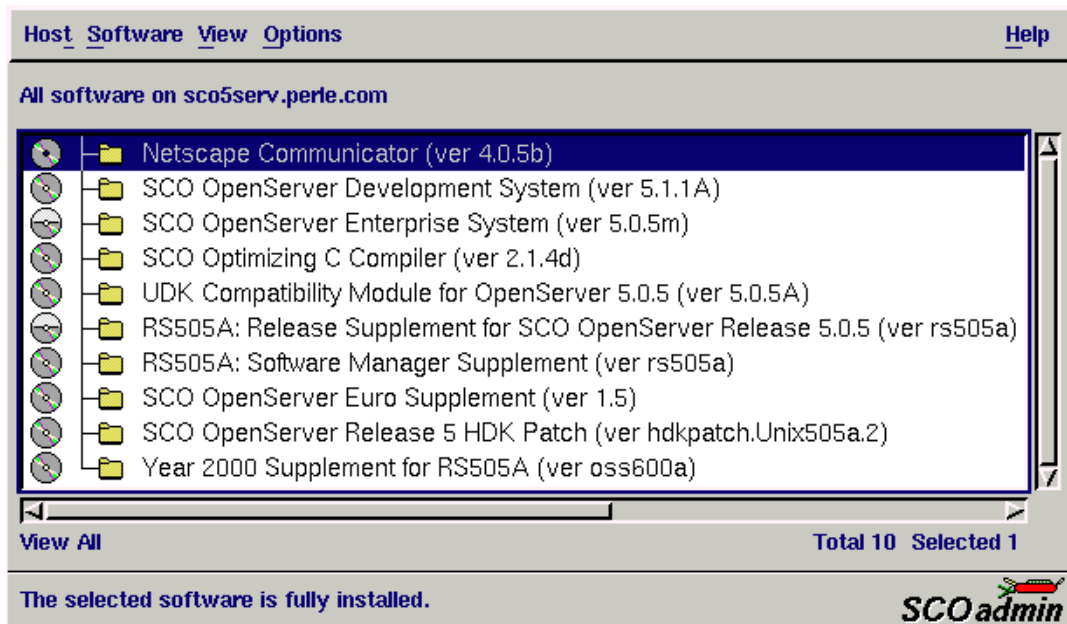 Host Software View Options Help
All software on sco5serv.perle.com
Netscape Communicator (ver 4.0.5b)
SCO OpenServer Development System (ver 5.1.1A)
SCO OpenServer Enterprise System (ver 5.0.5m)
SCO Optimizing C Compiler (ver 2.1.4d)
UDK Compatibility Module for OpenServer 5.0.5 (ver 5.0.5A)
RS505A: Release Supplement for SCO OpenServer Release 5.0.5 (ver rs505a)
RS505A: Software Manager Supplement (ver rs505a)
SCO OpenServer Euro Supplement (ver 1.5)
SCO OpenServer Release 5 HDK Patch (ver hdkpatch.Unix505a.2)
Year 2000 Supplement for RS505A (ver oss600a)
View All Total 10 Selected 1
The selected software is fully installed. SCOadmin